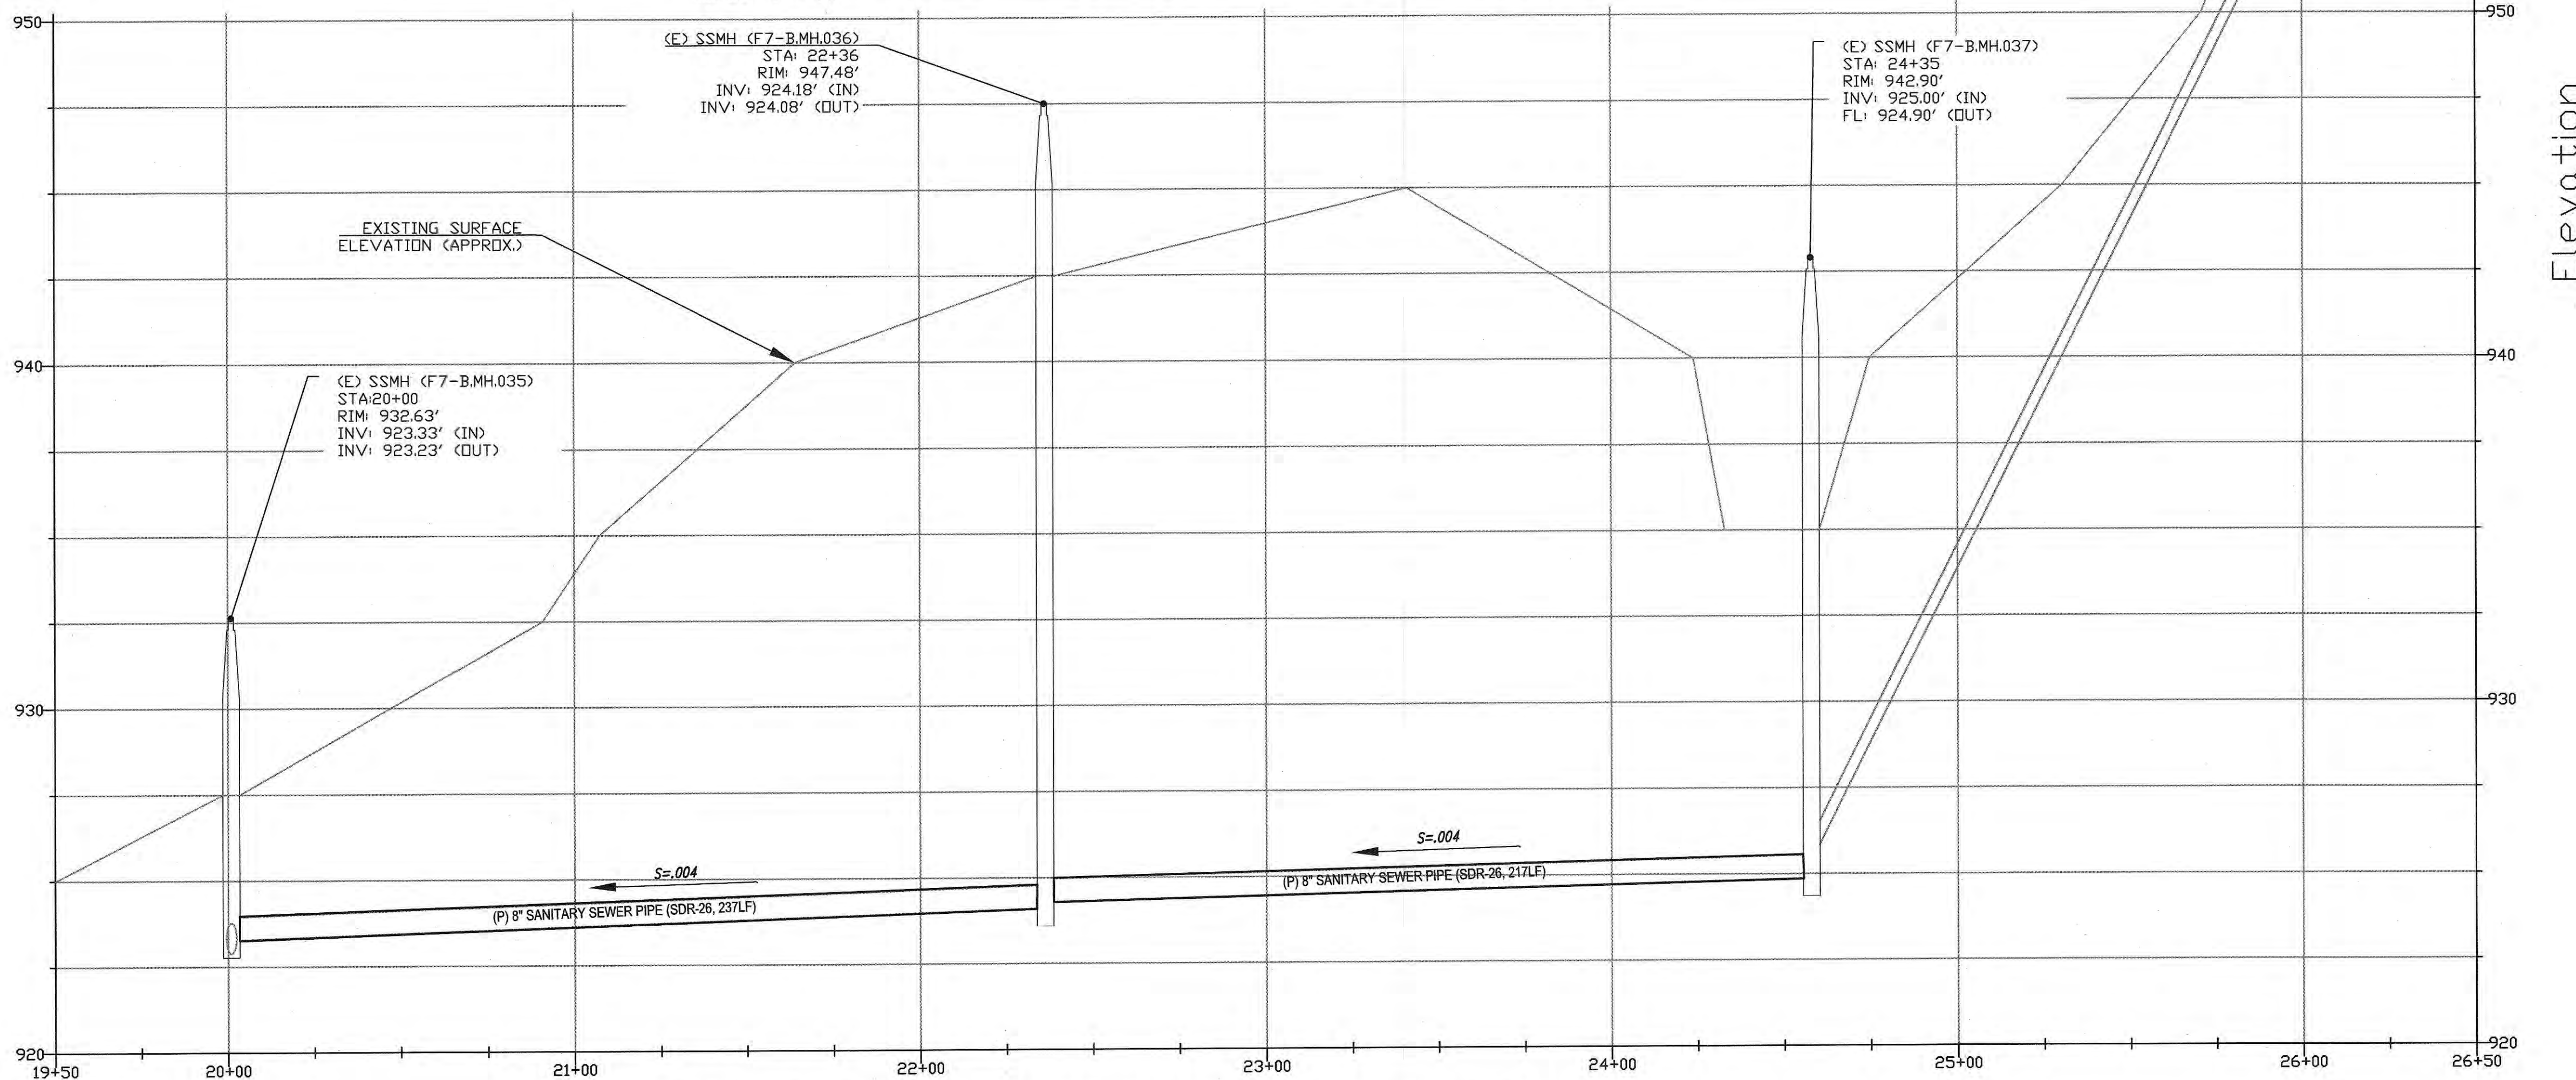 950
950
(E) SSMH (F7-B.MH.036)
STA: 22+36
RIM: 947.48'
INV: 924.18' (IN)
INV: 924.08' (OUT)
(E) SSMH (F7-B.MH.037)
STA: 24+35
RIM: 942.90'
INV: 925.00' (IN)
FL: 924.90' (OUT)
Elevation
EXISTING SURFACE
ELEVATION (APPROX.)
940
940
(E) SSMH (F7-B.MH.035)
STA:20+00
RIM: 932.63'
INV: 923.33' (IN)
INV: 923.23' (OUT)
930
930
S=.004
(P) 8" SANITARY SEWER PIPE (SDR-26, 237LF)
S=.004
(P) 8" SANITARY SEWER PIPE (SDR-26, 217LF)
920
920
19+50 20+00 21+00 22+00 23+00 24+00 25+00 26+00 26+50